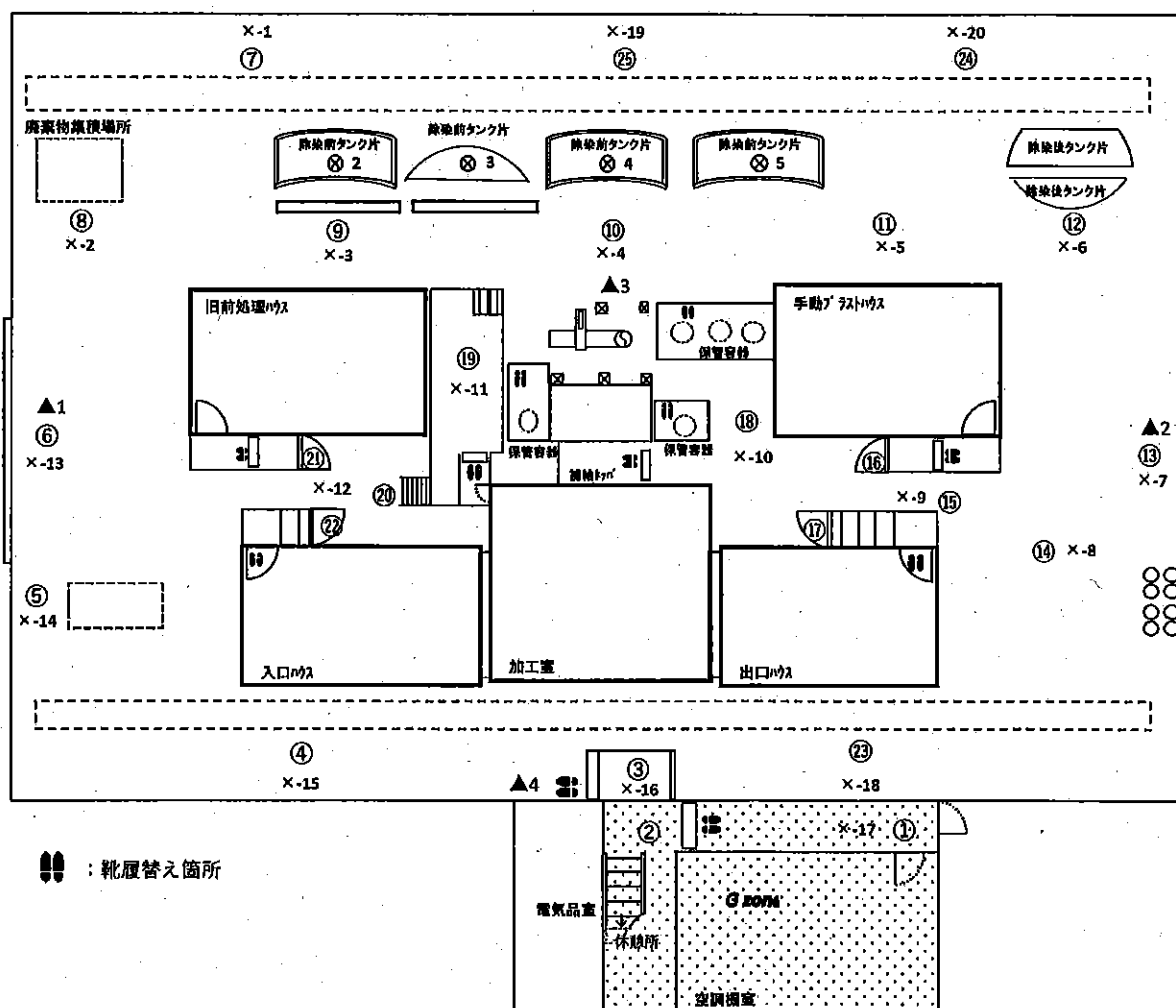 ×-1 ×-19 ×-20
⑦ ㉕ ㉔
廃棄物集積場所
除染前タンク片
除染前タンク片 除染前タンク片 除染前タンク片 除染後タンク片
⊗ 2 ⊗ 3 ⊗ 4 ⊗ 5
除染後タンク片
⑧ ⑨ ⑩ ⑪ ⑫
×-2 ×-3 ×-4 ×-5 ×-6
▲3
旧前処理ハウス 手動ブラストハウス
保管容器
⑲
×-11
▲1 ▲2
⑥ ⑱ ⑬
×-13 ×-10 ×-7
保管容器 保管容器
㉑ ⑯
×-12 ⑳ ×-9 ⑮
㉒ ⑰
⑭ ×-8
⑤
×-14
入口ハウス 加工室 出口ハウス
④ ③ ㉓
×-15 ▲4 ×-16 ×-18
② ×-17 ①
：靴履替え箇所
電気品室 G zone
休憩所
空調機室